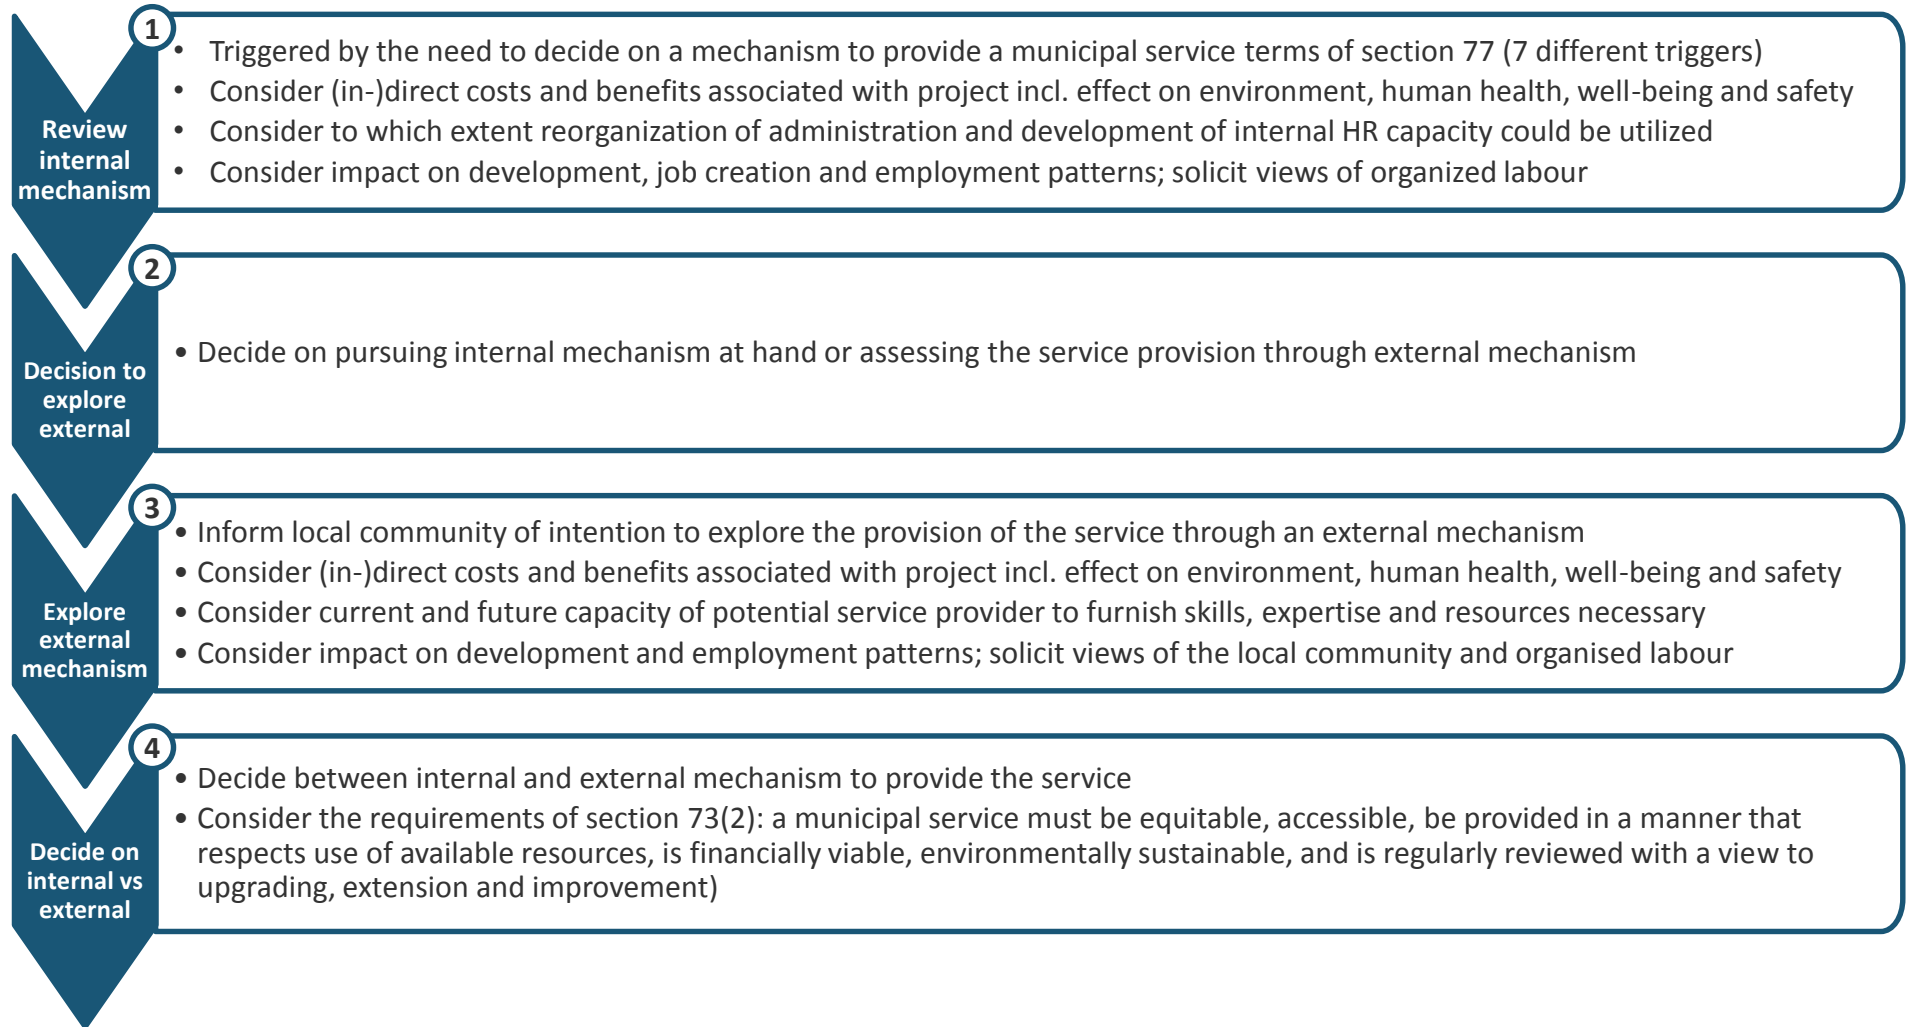 1
Review
internal
mechanism
• Triggered by the need to decide on a mechanism to provide a municipal service terms of section 77 (7 different triggers)
• Consider (in-)direct costs and benefits associated with project incl. effect on environment, human health, well-being and safety
• Consider to which extent reorganization of administration and development of internal HR capacity could be utilized
• Consider impact on development, job creation and employment patterns; solicit views of organized labour
2
Decision to
explore
external
• Decide on pursuing internal mechanism at hand or assessing the service provision through external mechanism
3
Explore
external
mechanism
• Inform local community of intention to explore the provision of the service through an external mechanism
• Consider (in-)direct costs and benefits associated with project incl. effect on environment, human health, well-being and safety
• Consider current and future capacity of potential service provider to furnish skills, expertise and resources necessary
• Consider impact on development and employment patterns; solicit views of the local community and organised labour
4
Decide on
internal vs
external
• Decide between internal and external mechanism to provide the service
• Consider the requirements of section 73(2): a municipal service must be equitable, accessible, be provided in a manner that
respects use of available resources, is financially viable, environmentally sustainable, and is regularly reviewed with a view to
upgrading, extension and improvement)